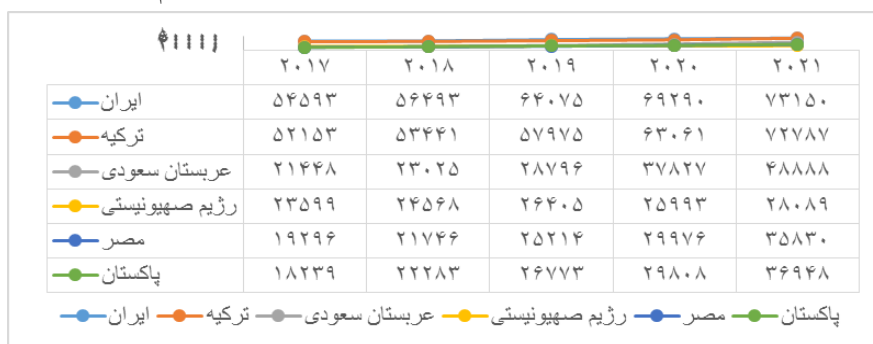 ۲۰۱۷ ۲۰۱۸ ۲۰۱۹ ۲۰۲۰ ۲۰۲۱
ایران ۵۴۵۹۳ ۵۶۴۹۳ ۶۴۰۷۵ ۶۹۲۹۰ ۷۳۱۵۰
ترکیه ۵۲۱۵۳ ۵۳۴۴۱ ۵۷۹۷۵ ۶۳۰۶۱ ۷۲۷۸۷
عربستان سعودی ۲۱۴۴۸ ۲۳۰۲۵ ۲۸۷۹۶ ۳۷۸۲۷ ۴۸۸۸۸
رژیم صهیونیستی ۲۳۵۹۹ ۲۴۵۶۸ ۲۶۴۰۵ ۲۵۹۹۳ ۲۸۰۸۹
مصر ۱۹۲۹۶ ۲۱۷۴۶ ۲۵۲۱۴ ۲۹۹۷۶ ۳۵۸۳۰
پاکستان ۱۸۲۳۹ ۲۲۲۸۳ ۲۶۷۷۳ ۲۹۸۰۸ ۳۶۹۴۸
پاکستان مصر رژیم صهیونیستی عربستان سعودی ترکیه ایران